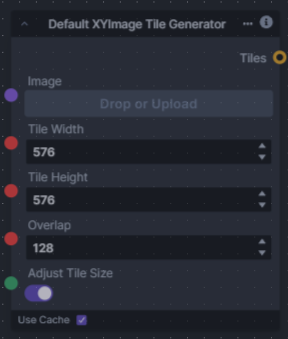 Default XYImage Tile Generator
Tiles
Image
Drop or Upload
Tile Width
576
Tile Height
576
Overlap
128
Adjust Tile Size
Use Cache